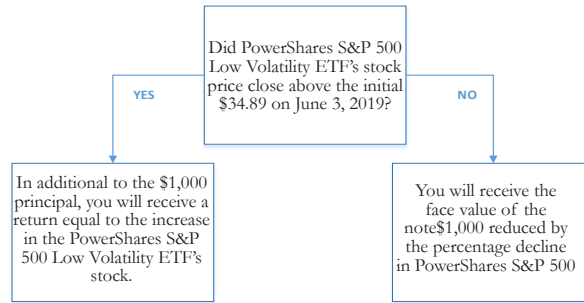 Did PowerShares S&P 500
Low Volatility ETF's stock
price close above the initial
$34.89 on June 3, 2019?
YES
NO
In additional to the $1,000
principal, you will receive a
return equal to the increase
in the PowerShares S&P
500 Low Volatility ETF's
stock.
You will receive the
face value of the
note$1,000 reduced by
the percentage decline
in PowerShares S&P 500